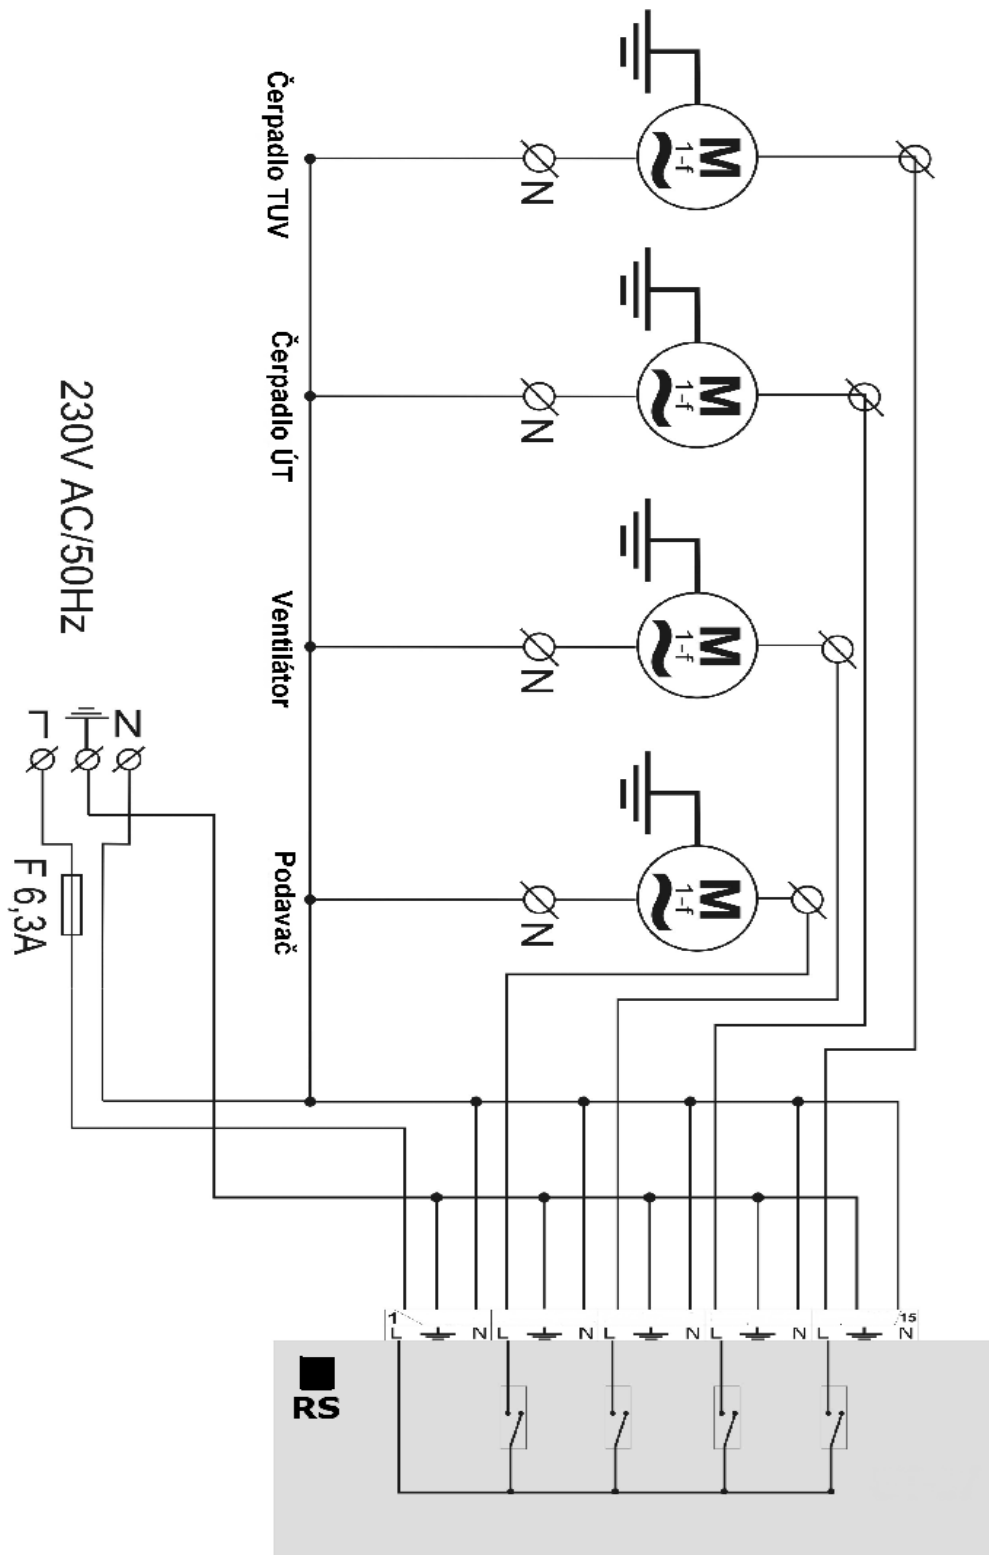 Čerpadlo TUV
M
1-f
N
Čerpadlo ÚT
M
1-f
N
Ventilátor
M
1-f
N
Podavač
M
1-f
N
230V AC/50Hz
L
N
F 6,3A
1
15
L N L N L N L N L N
RS